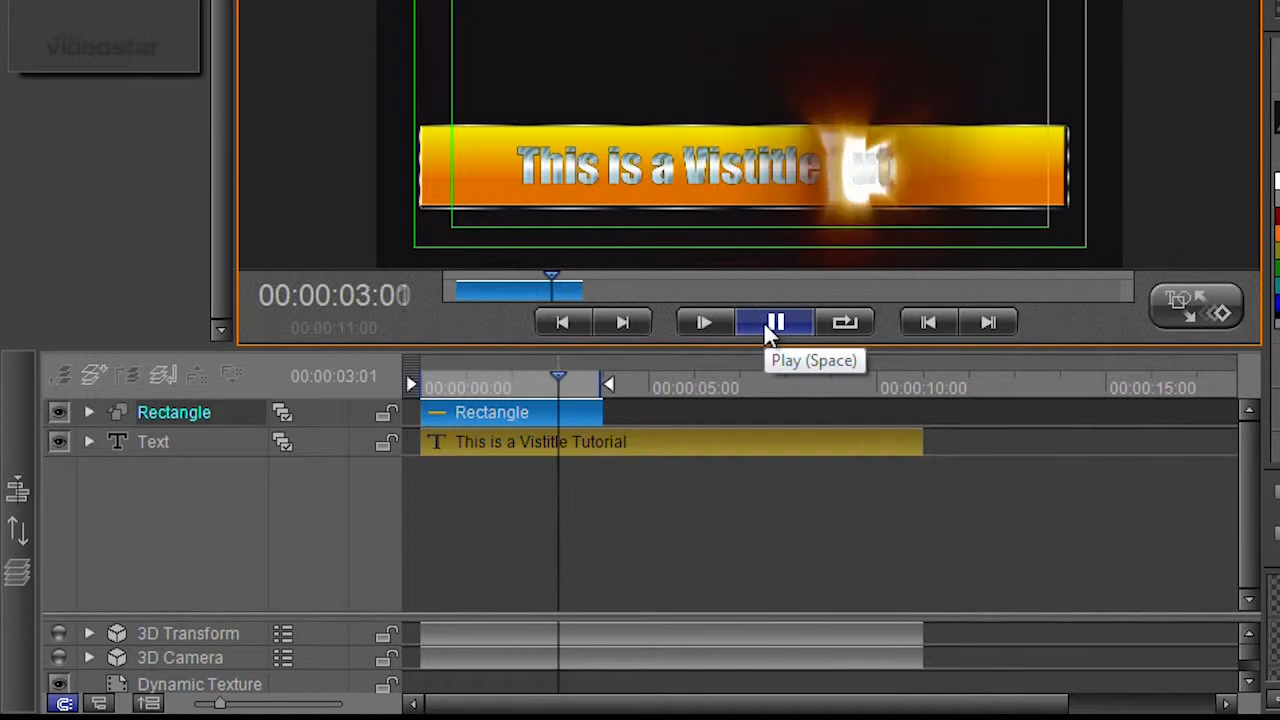 videostar
This is a Vistitle
00:00:03:00
00:00:11:00
Play (Space)
00:00:03:01
00:00:00:00
00:00:05:00
00:00:10:00
00:00:15:00
Rectangle
Rectangle
Text
This is a Vistitle Tutorial
3D Transform
3D Camera
Dynamic Texture